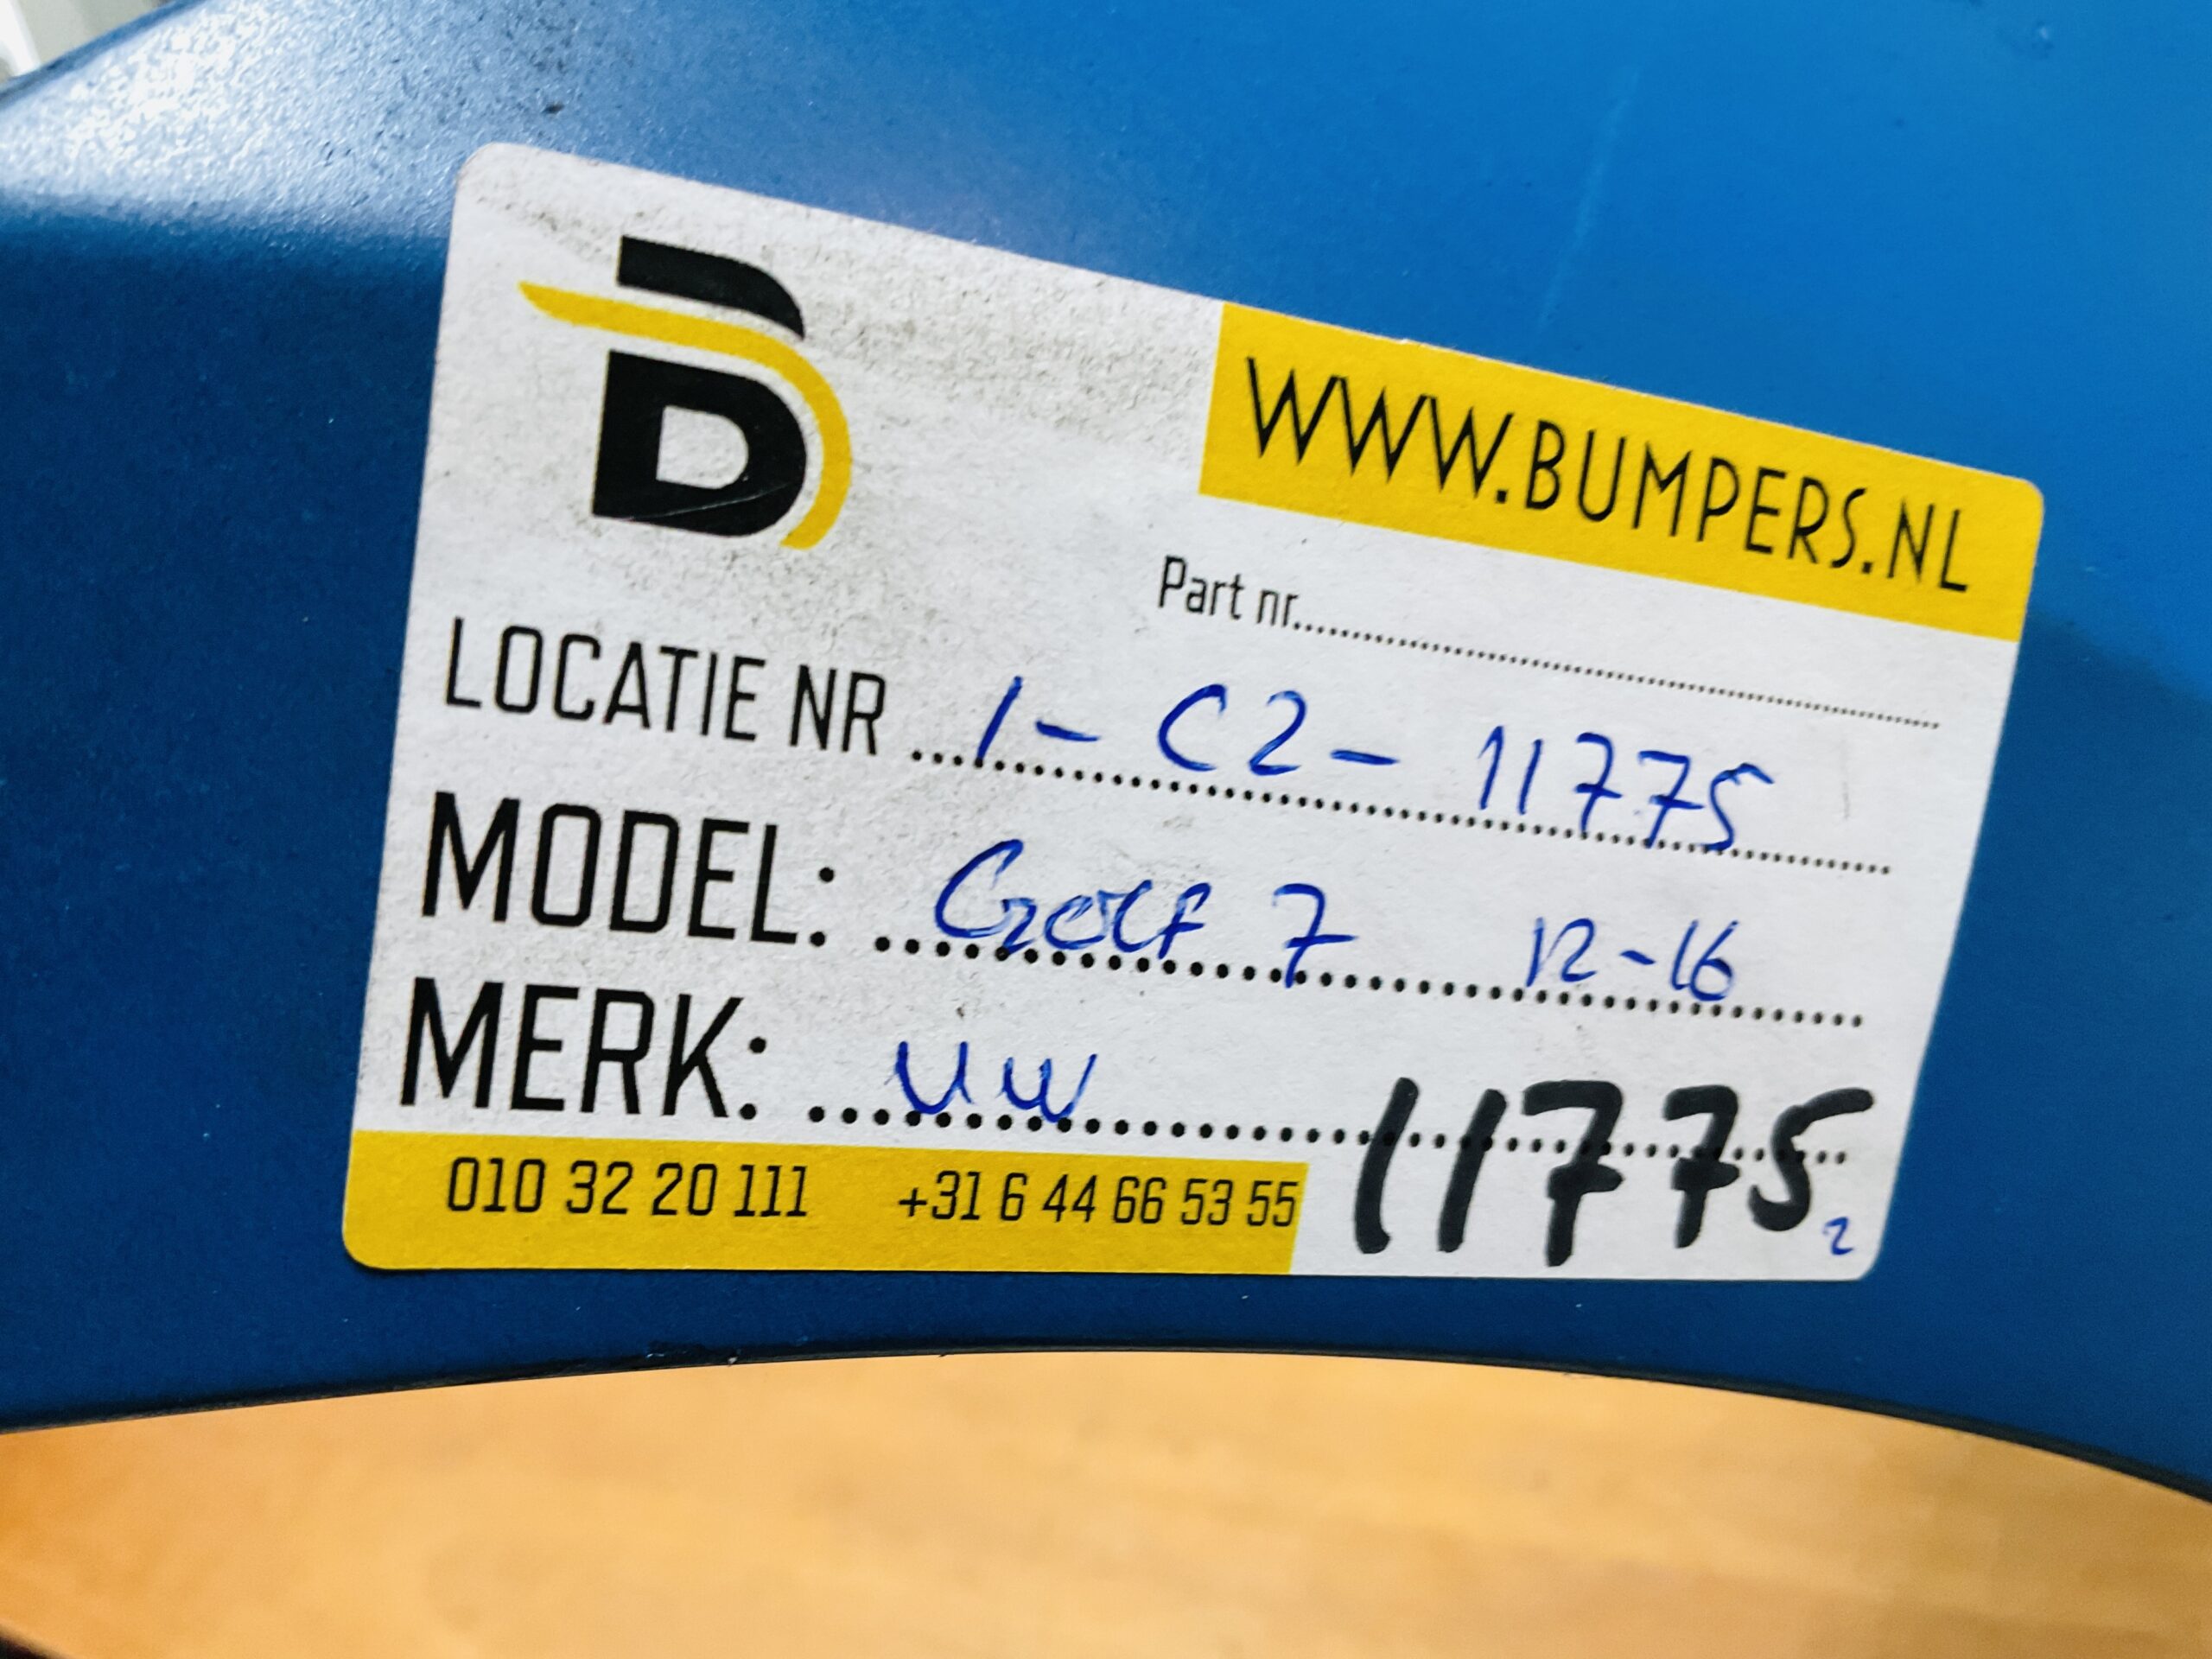 B
WWW.BUMPERS.NL
Part nr........................
LOCATIE NR ... 1 - C2 - 11775
MODEL: ... Golf 7 12-16
MERK: ... VW
11775
2
010 32 20 111 +31 6 44 66 53 55